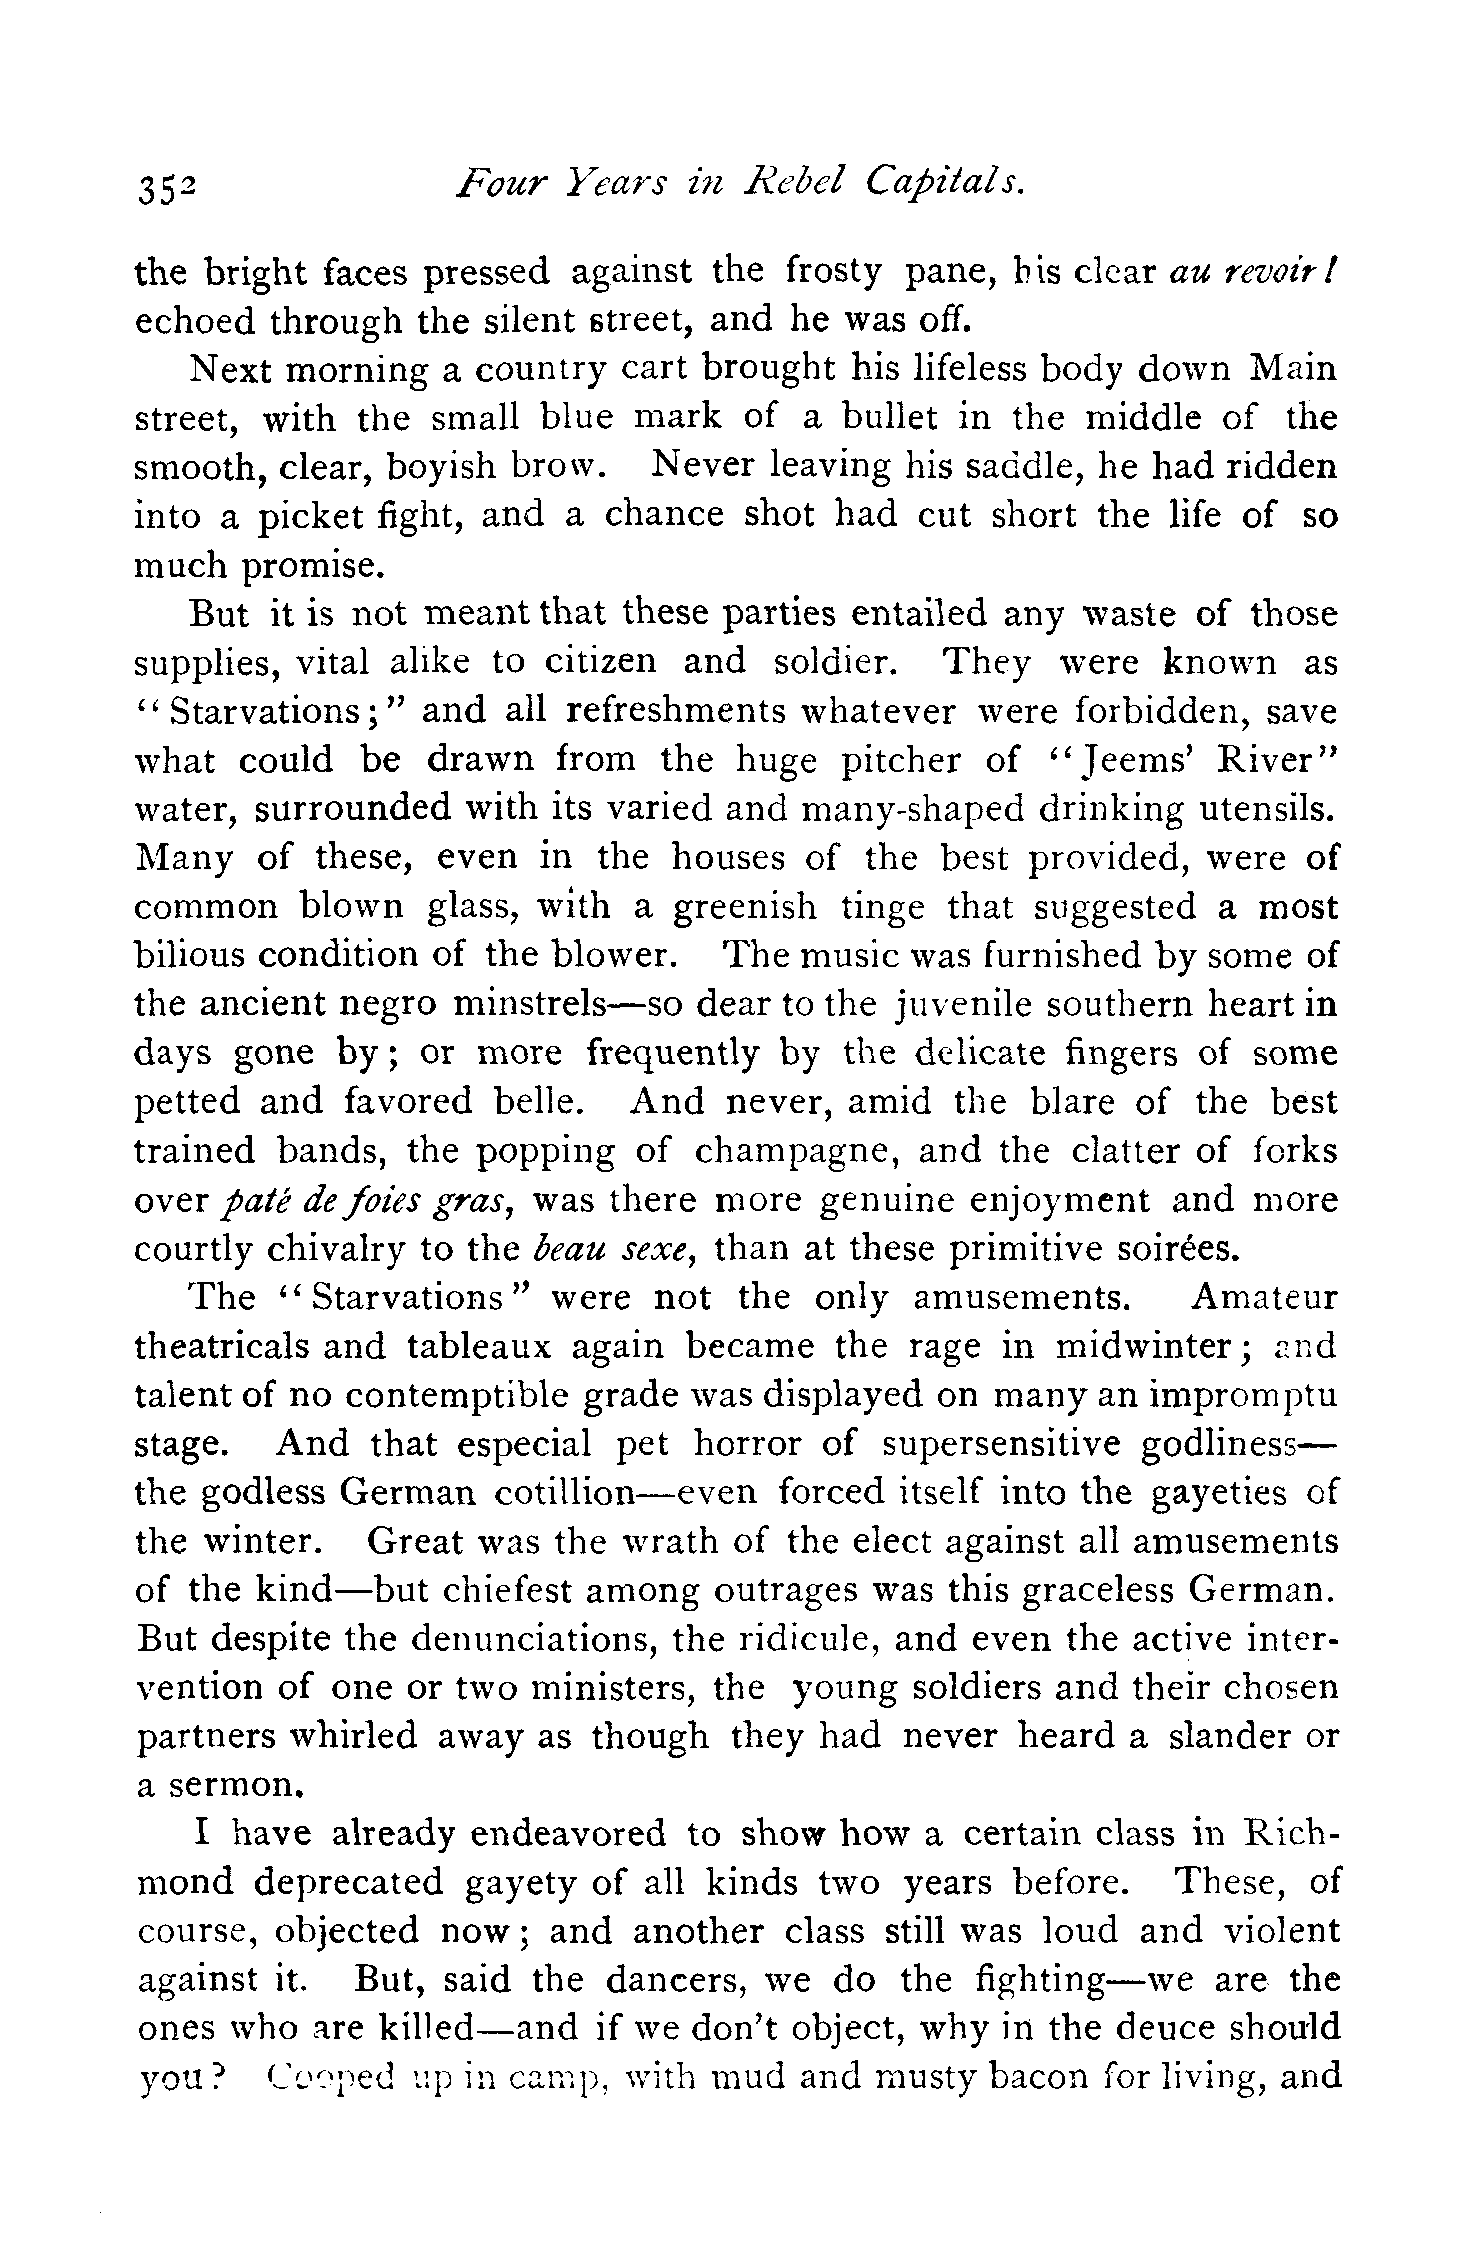 352 Four Years in Rebel Capitals.
the bright faces pressed against the frosty pane, his clear au revoir!
echoed through the silent street, and he was off.
Next morning a country cart brought his lifeless body down Main
street, with the small blue mark of a bullet in the middle of the
smooth, clear, boyish brow. Never leaving his saddle, he had ridden
into a picket fight, and a chance shot had cut short the life of so
much promise.
But it is not meant that these parties entailed any waste of those
supplies, vital alike to citizen and soldier. They were known as
“Starvations;” and all refreshments whatever were forbidden, save
what could be drawn from the huge pitcher of “Jeems’ River”
water, surrounded with its varied and many-shaped drinking utensils.
Many of these, even in the houses of the best provided, were of
common blown glass, with a greenish tinge that suggested a most
bilious condition of the blower. The music was furnished by some of
the ancient negro minstrels—so dear to the juvenile southern heart in
days gone by; or more frequently by the delicate fingers of some
petted and favored belle. And never, amid the blare of the best
trained bands, the popping of champagne, and the clatter of forks
over paté de foies gras, was there more genuine enjoyment and more
courtly chivalry to the beau sexe, than at these primitive soirées.
The “Starvations” were not the only amusements. Amateur
theatricals and tableaux again became the rage in midwinter; and
talent of no contemptible grade was displayed on many an impromptu
stage. And that especial pet horror of supersensitive godliness—
the godless German cotillion—even forced itself into the gayeties of
the winter. Great was the wrath of the elect against all amusements
of the kind—but chiefest among outrages was this graceless German.
But despite the denunciations, the ridicule, and even the active inter-
vention of one or two ministers, the young soldiers and their chosen
partners whirled away as though they had never heard a slander or
a sermon.
I have already endeavored to show how a certain class in Rich-
mond deprecated gayety of all kinds two years before. These, of
course, objected now; and another class still was loud and violent
against it. But, said the dancers, we do the fighting—we are the
ones who are killed—and if we don’t object, why in the deuce should
you? Cooped up in camp, with mud and musty bacon for living, and